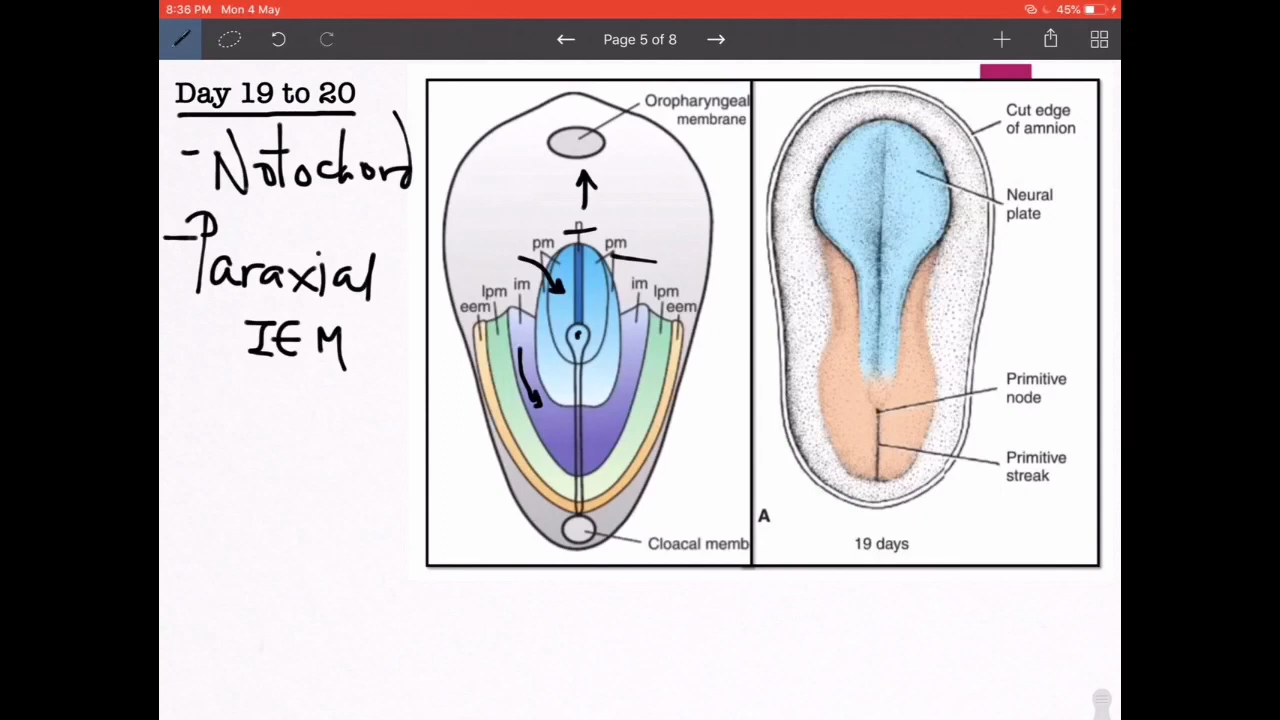 8:36 PM Mon 4 May
45%
Page 5 of 8
Day 19 to 20
- Notochord
- Paraxial
IEM
Oropharyngeal
membrane
n
pm pm
im im
lpm lpm
eem eem
Cloacal memb
Cut edge
of amnion
Neural
plate
Primitive
node
Primitive
streak
A
19 days